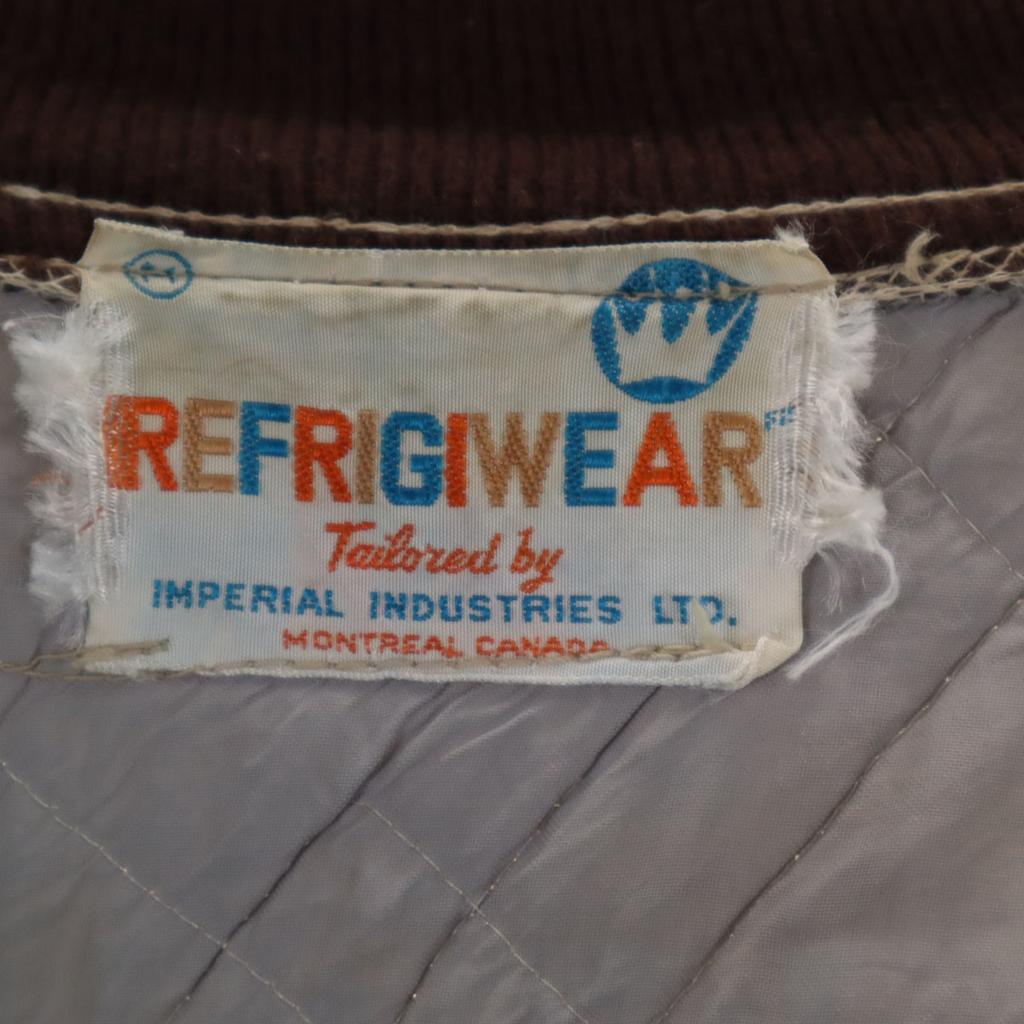 REFRIGIWEAR
Tailored by
IMPERIAL INDUSTRIES LTD.
MONTREAL CANADA